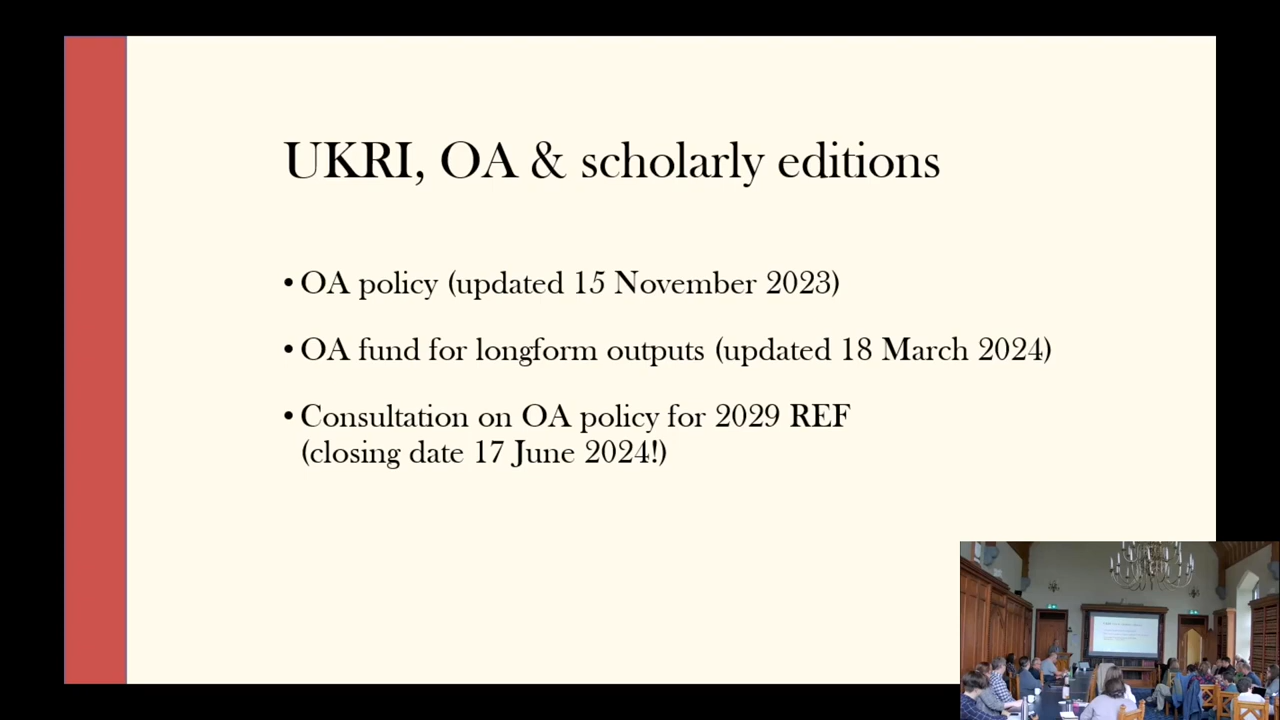 UKRI, OA & scholarly editions
• OA policy (updated 15 November 2023)
• OA fund for longform outputs (updated 18 March 2024)
• Consultation on OA policy for 2029 REF
(closing date 17 June 2024!)